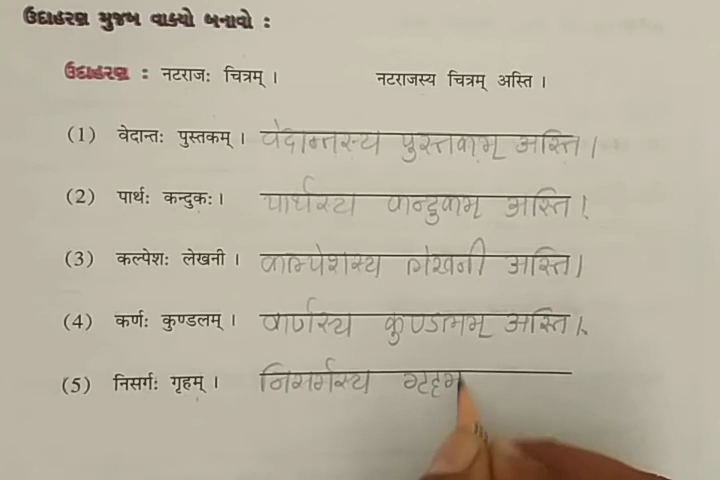 ઉદાહરણ મુજબ વાક્યો બનાવો :
ઉદાહરણ : નટરાજઃ चित्रम् । नटराजस्य चित्रम् अस्ति ।
(1) वेदान्तः पुस्तकम् । वेदान्तस्य पुस्तकम् अस्ति ।
(2) पार्थः कन्दुकः । पार्थस्य कन्दुकम् अस्ति ।
(3) कल्पेशः लेखनी । कल्पेशस्य लेखनी अस्ति ।
(4) कर्णः कुण्डलम् । कर्णस्य कुण्डलम् अस्ति ।
(5) निसर्गः गृहम् । निसर्गस्य गृहम